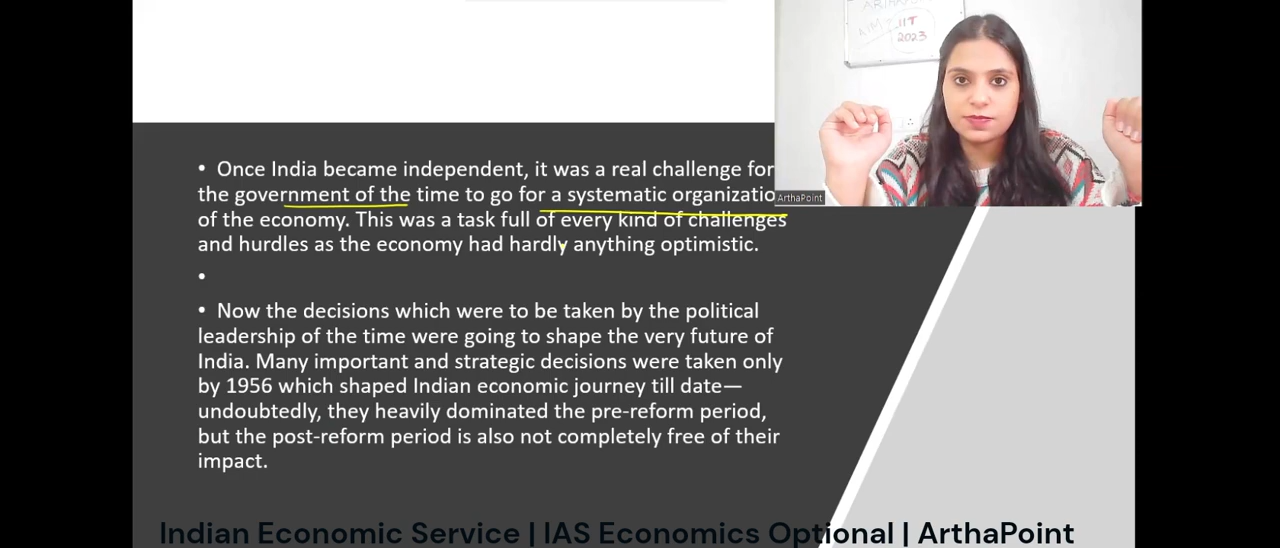 IIT
2023
ArthaPoint
• Once India became independent, it was a real challenge for
the government of the time to go for a systematic organizatio
of the economy. This was a task full of every kind of challenges
and hurdles as the economy had hardly anything optimistic.
•
• Now the decisions which were to be taken by the political
leadership of the time were going to shape the very future of
India. Many important and strategic decisions were taken only
by 1956 which shaped Indian economic journey till date—
undoubtedly, they heavily dominated the pre-reform period,
but the post-reform period is also not completely free of their
impact.
Indian Economic Service | IAS Economics Optional | ArthaPoint